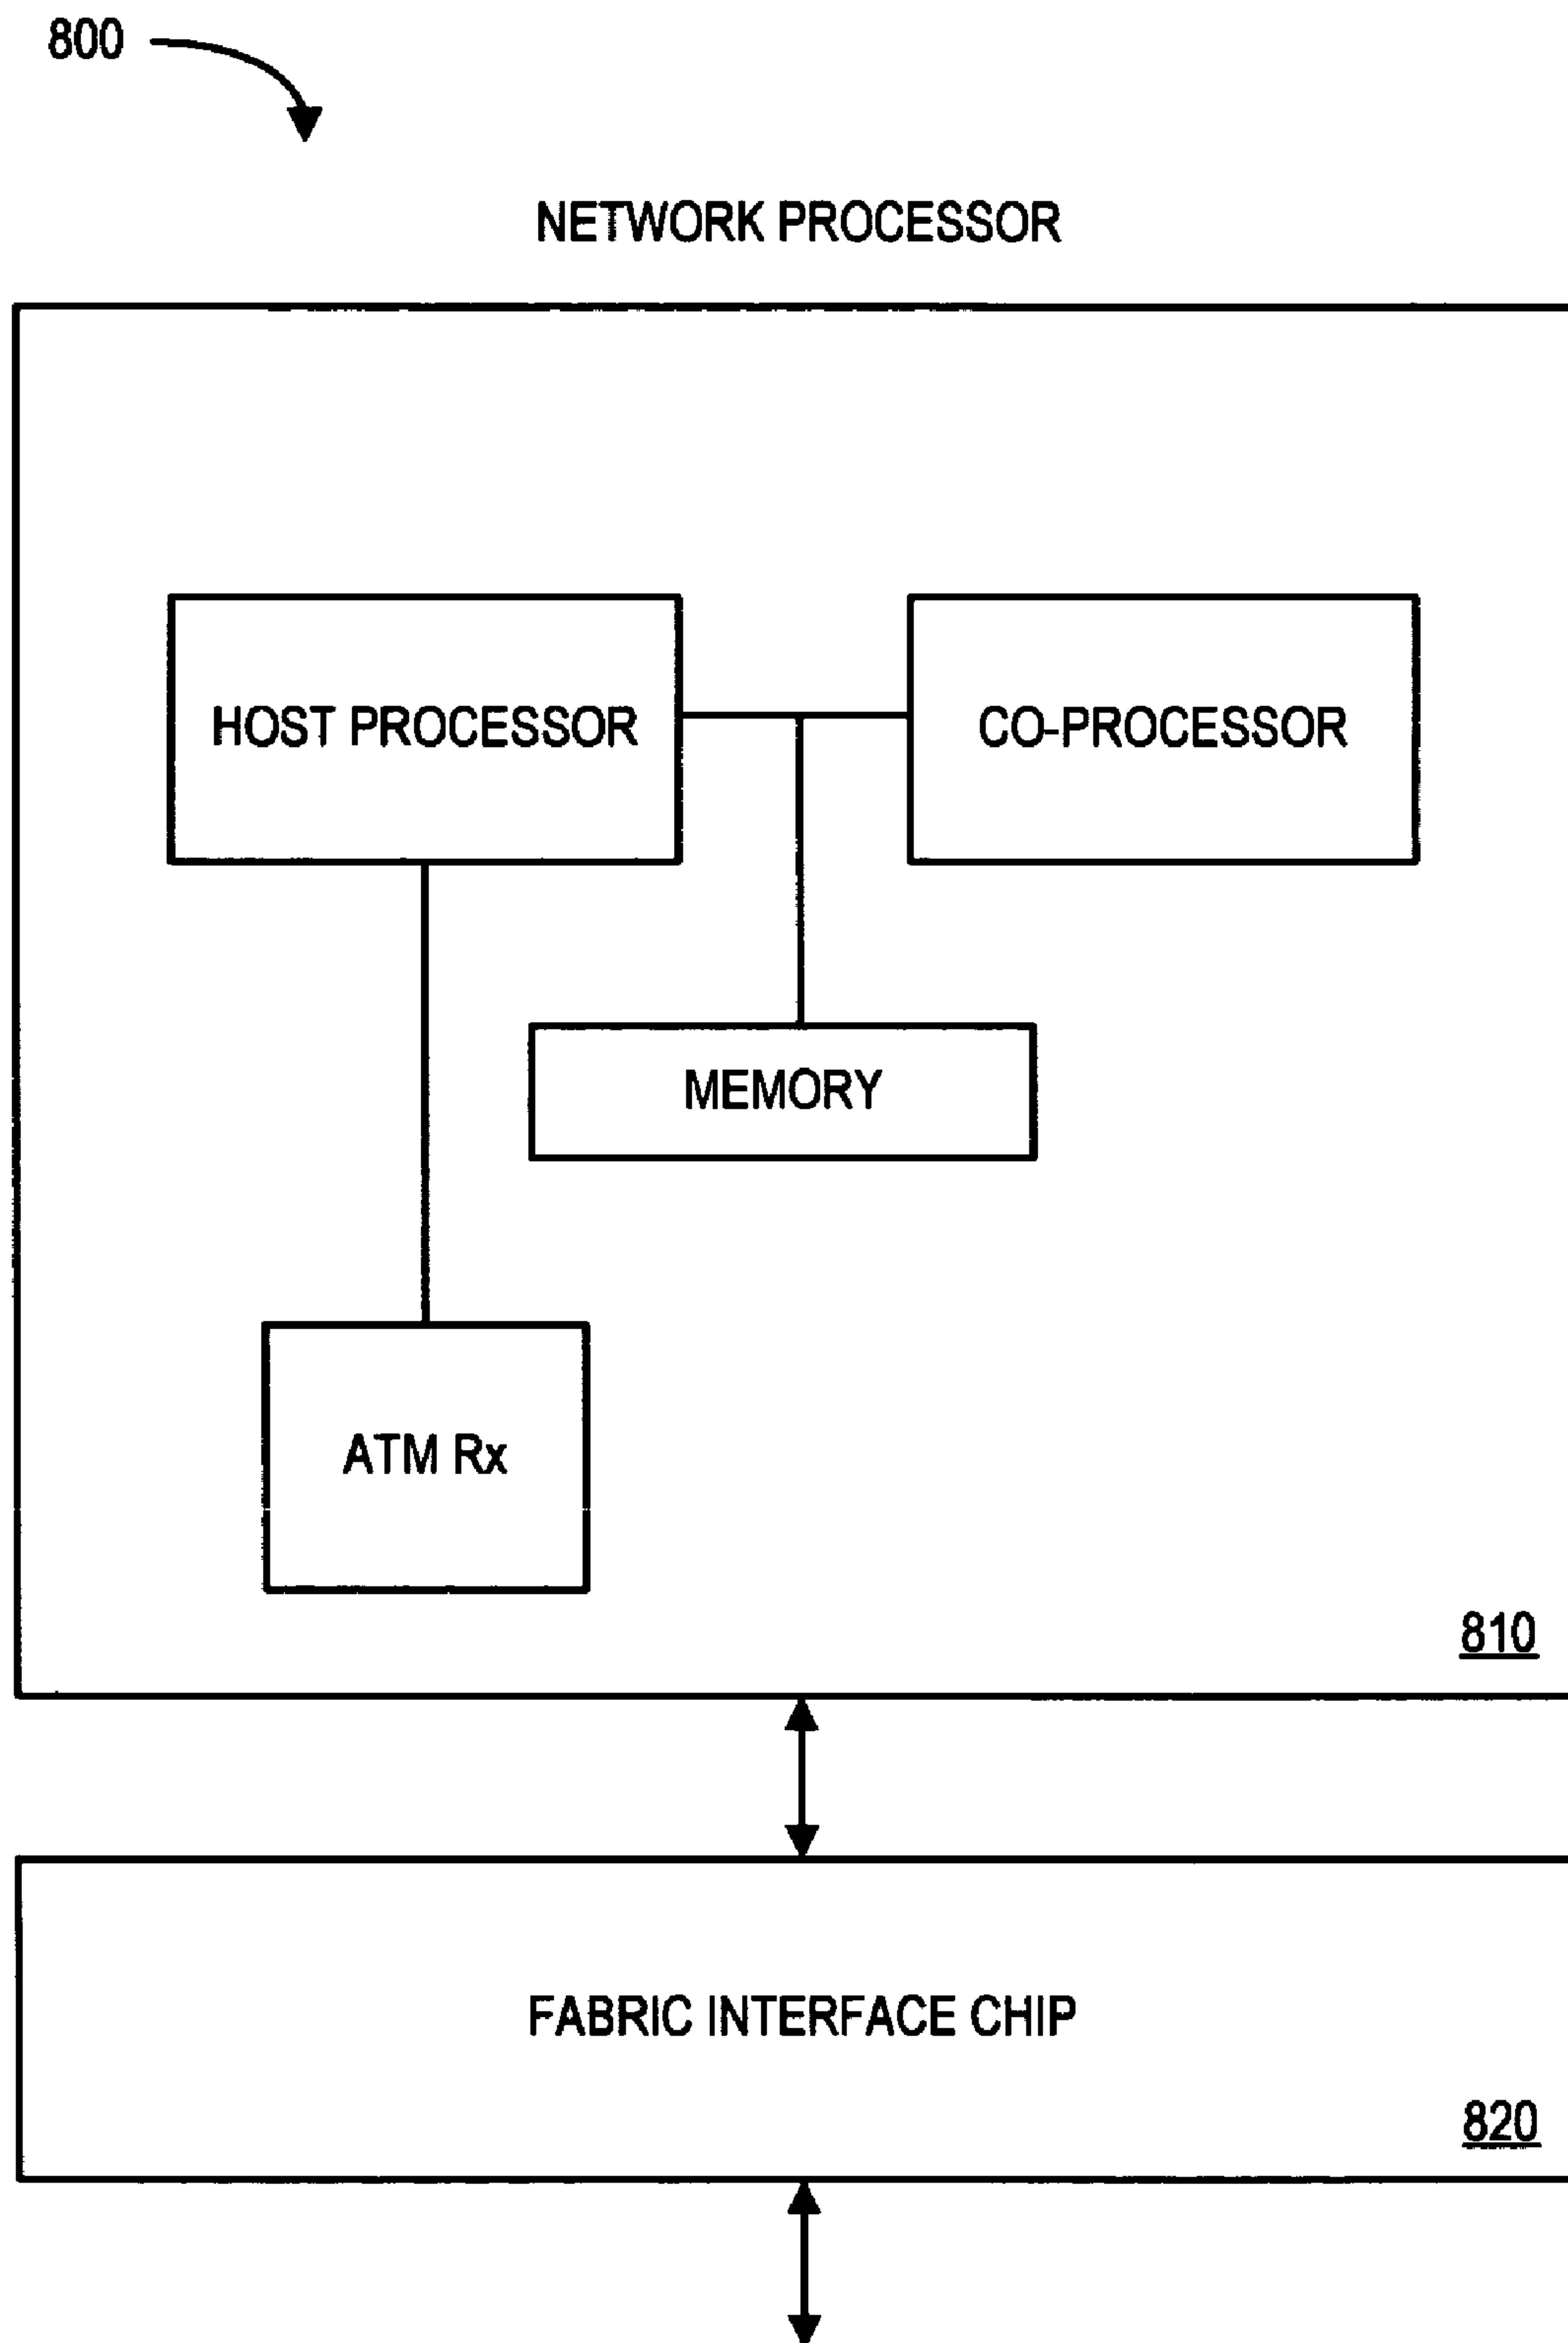 800
NETWORK PROCESSOR
HOST PROCESSOR
CO-PROCESSOR
MEMORY
ATM Rx
810
FABRIC INTERFACE CHIP
820